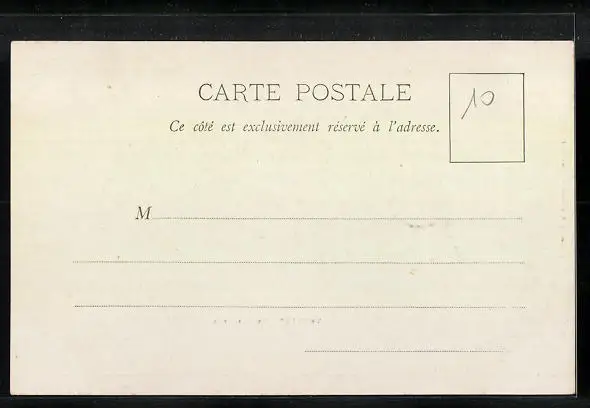 CARTE POSTALE
10
Ce côté est exclusivement réservé à l'adresse.
M